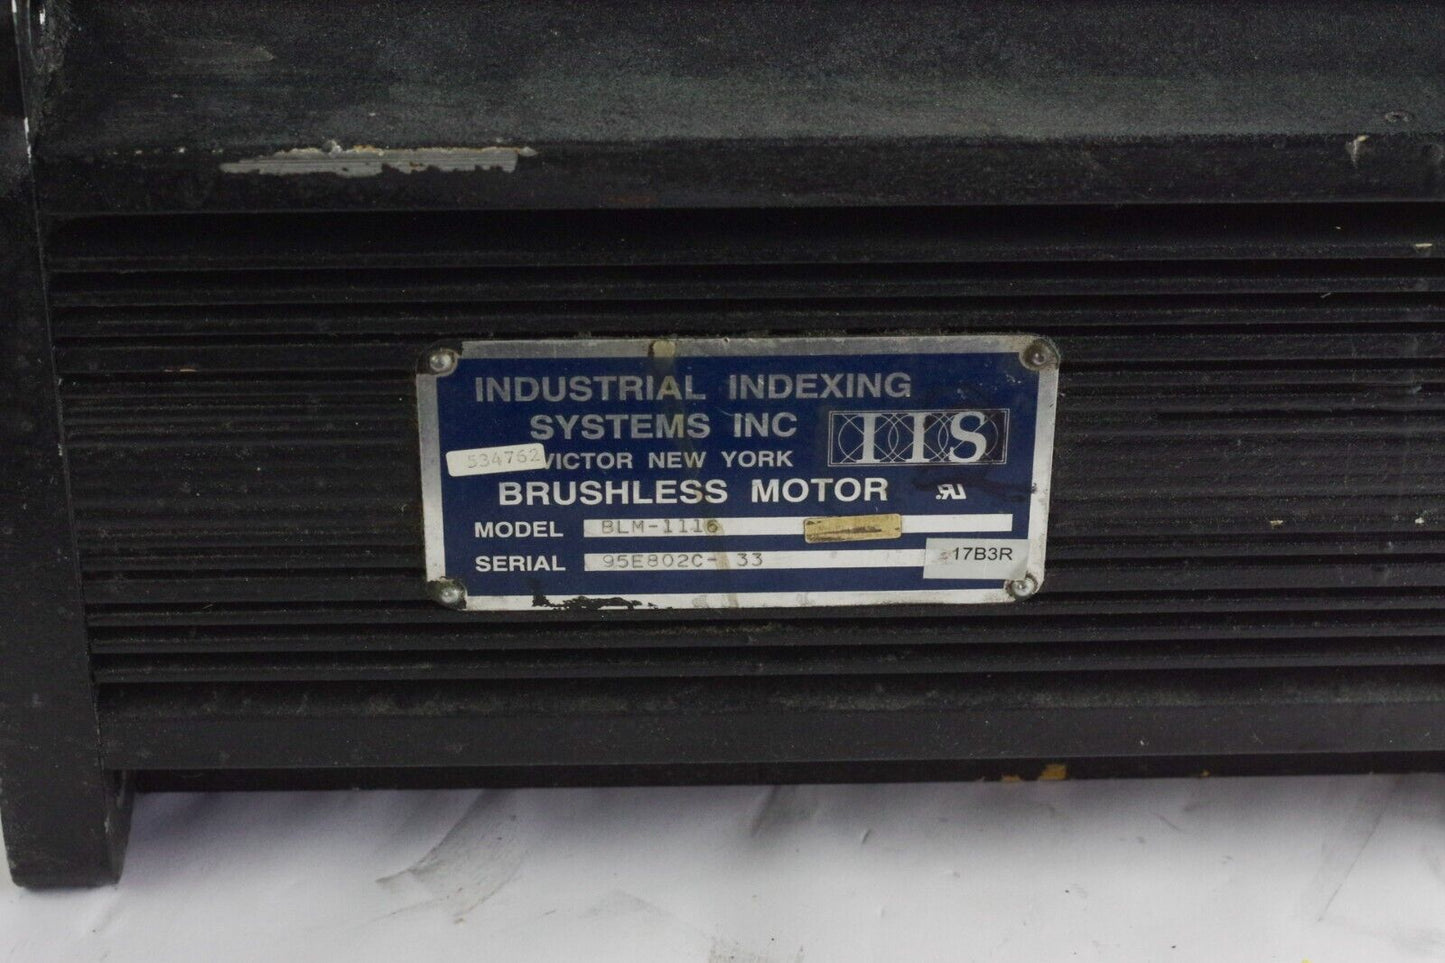 INDUSTRIAL INDEXING
SYSTEMS INC
IIS
534762
VICTOR NEW YORK
BRUSHLESS MOTOR
MODEL BLM-1116
SERIAL 95E802C- 33
17B3R